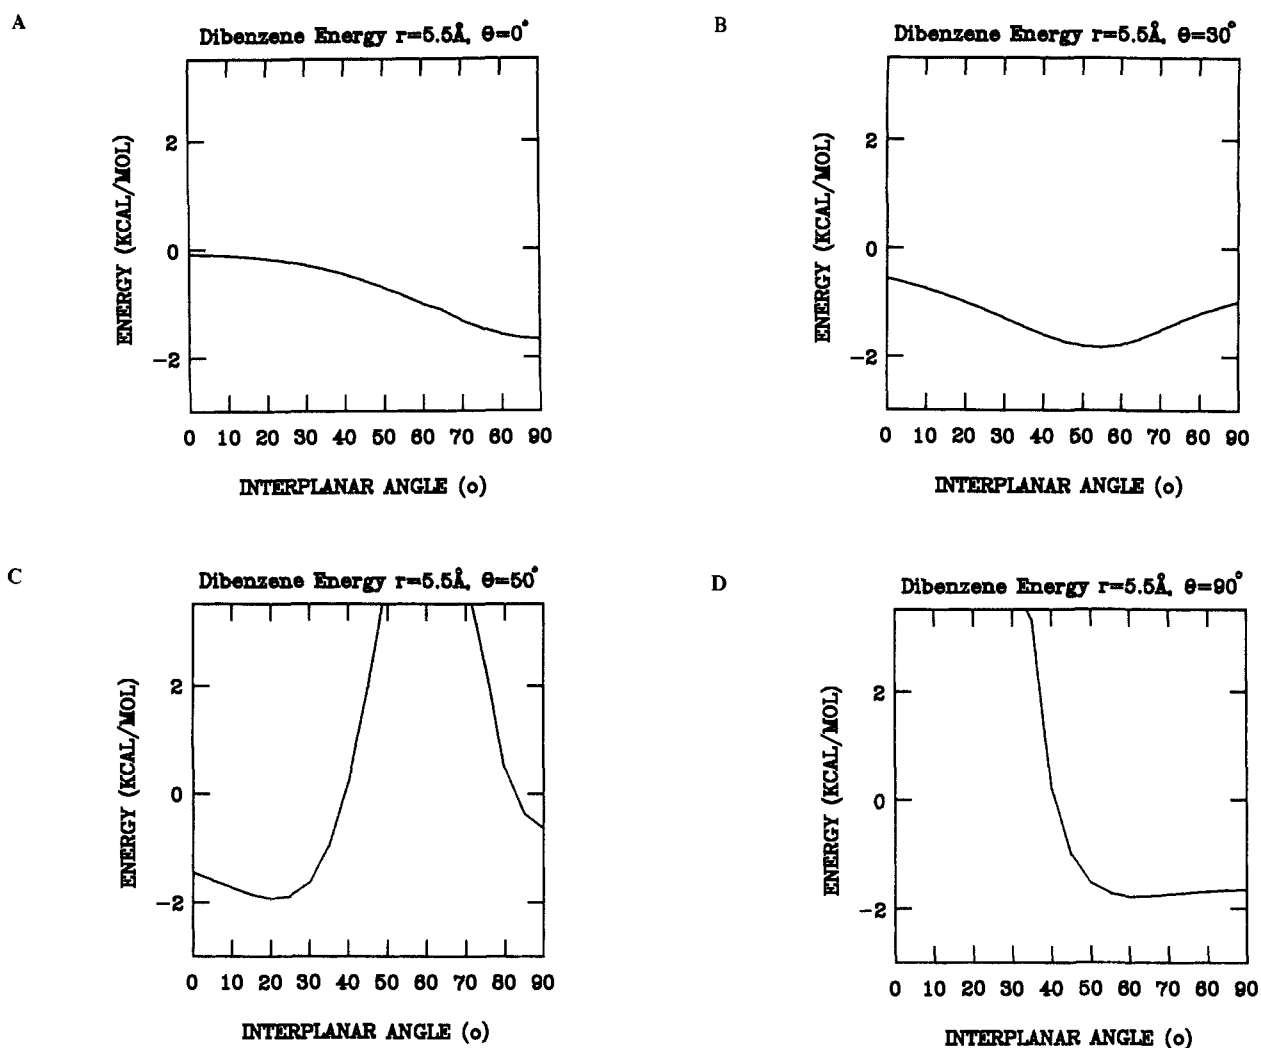 A
Dibenzene Energy r=5.5Å, θ=0°
ENERGY (KCAL/MOL)
2
0
−2
0 10 20 30 40 50 60 70 80 90
INTERPLANAR ANGLE (o)
B
Dibenzene Energy r=5.5Å, θ=30°
ENERGY (KCAL/MOL)
2
0
−2
0 10 20 30 40 50 60 70 80 90
INTERPLANAR ANGLE (o)
C
Dibenzene Energy r=5.5Å, θ=50°
ENERGY (KCAL/MOL)
2
0
−2
0 10 20 30 40 50 60 70 80 90
INTERPLANAR ANGLE (o)
D
Dibenzene Energy r=5.5Å, θ=90°
ENERGY (KCAL/MOL)
2
0
−2
0 10 20 30 40 50 60 70 80 90
INTERPLANAR ANGLE (o)